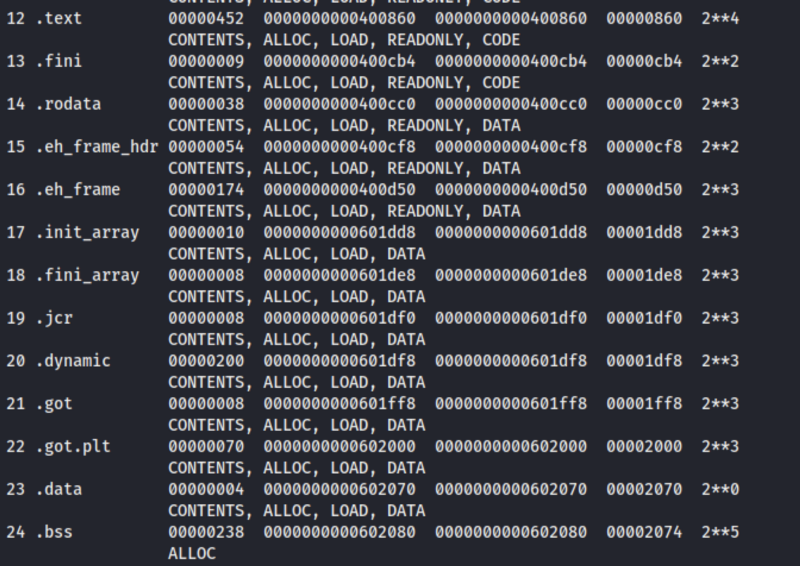 CONTENTS, ALLOC, LOAD, READONLY, CODE
12 .text 00000452 0000000000400860 0000000000400860 00000860 2**4
CONTENTS, ALLOC, LOAD, READONLY, CODE
13 .fini 00000009 0000000000400cb4 0000000000400cb4 00000cb4 2**2
CONTENTS, ALLOC, LOAD, READONLY, CODE
14 .rodata 00000038 0000000000400cc0 0000000000400cc0 00000cc0 2**3
CONTENTS, ALLOC, LOAD, READONLY, DATA
15 .eh_frame_hdr 00000054 0000000000400cf8 0000000000400cf8 00000cf8 2**2
CONTENTS, ALLOC, LOAD, READONLY, DATA
16 .eh_frame 00000174 0000000000400d50 0000000000400d50 00000d50 2**3
CONTENTS, ALLOC, LOAD, READONLY, DATA
17 .init_array 00000010 0000000000601dd8 0000000000601dd8 00001dd8 2**3
CONTENTS, ALLOC, LOAD, DATA
18 .fini_array 00000008 0000000000601de8 0000000000601de8 00001de8 2**3
CONTENTS, ALLOC, LOAD, DATA
19 .jcr 00000008 0000000000601df0 0000000000601df0 00001df0 2**3
CONTENTS, ALLOC, LOAD, DATA
20 .dynamic 00000200 0000000000601df8 0000000000601df8 00001df8 2**3
CONTENTS, ALLOC, LOAD, DATA
21 .got 00000008 0000000000601ff8 0000000000601ff8 00001ff8 2**3
CONTENTS, ALLOC, LOAD, DATA
22 .got.plt 00000070 0000000000602000 0000000000602000 00002000 2**3
CONTENTS, ALLOC, LOAD, DATA
23 .data 00000004 0000000000602070 0000000000602070 00002070 2**0
CONTENTS, ALLOC, LOAD, DATA
24 .bss 00000238 0000000000602080 0000000000602080 00002074 2**5
ALLOC